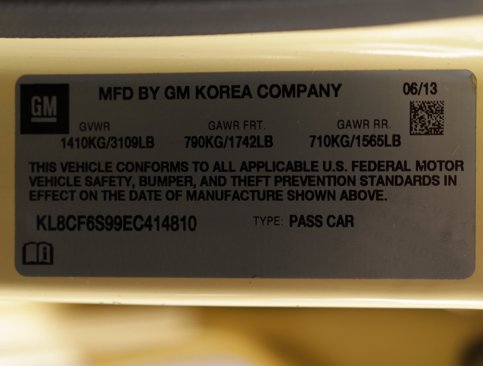 GM
MFD BY GM KOREA COMPANY
06/13
GVWR GAWR FRT. GAWR RR.
1410KG/3109LB 790KG/1742LB 710KG/1565LB
THIS VEHICLE CONFORMS TO ALL APPLICABLE U.S. FEDERAL MOTOR
VEHICLE SAFETY, BUMPER, AND THEFT PREVENTION STANDARDS IN
EFFECT ON THE DATE OF MANUFACTURE SHOWN ABOVE.
KL8CF6S99EC414810 TYPE: PASS CAR